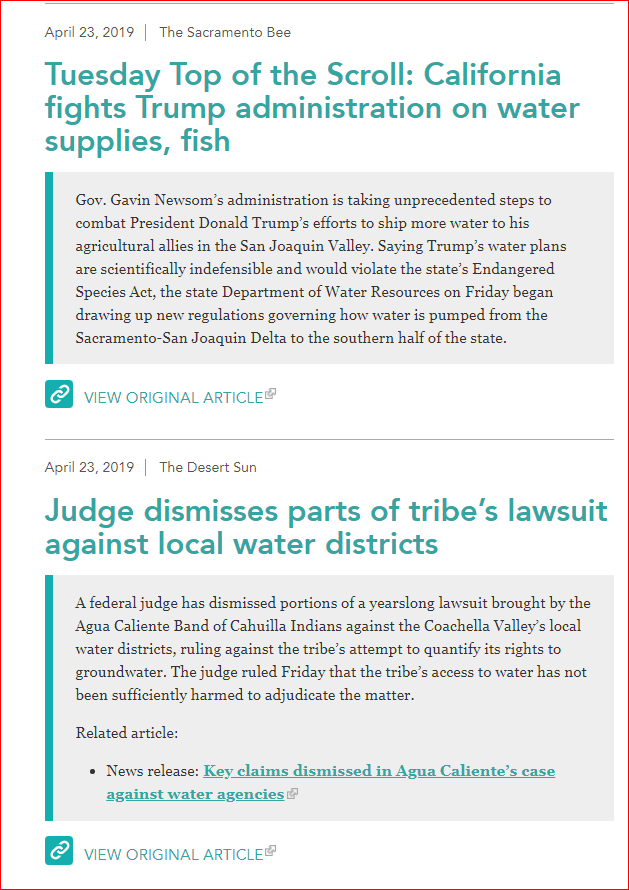 April 23, 2019 | The Sacramento Bee
Tuesday Top of the Scroll: California
fights Trump administration on water
supplies, fish
Gov. Gavin Newsom’s administration is taking unprecedented steps to
combat President Donald Trump’s efforts to ship more water to his
agricultural allies in the San Joaquin Valley. Saying Trump’s water plans
are scientifically indefensible and would violate the state’s Endangered
Species Act, the state Department of Water Resources on Friday began
drawing up new regulations governing how water is pumped from the
Sacramento-San Joaquin Delta to the southern half of the state.
VIEW ORIGINAL ARTICLE
April 23, 2019 | The Desert Sun
Judge dismisses parts of tribe’s lawsuit
against local water districts
A federal judge has dismissed portions of a yearslong lawsuit brought by the
Agua Caliente Band of Cahuilla Indians against the Coachella Valley’s local
water districts, ruling against the tribe’s attempt to quantify its rights to
groundwater. The judge ruled Friday that the tribe’s access to water has not
been sufficiently harmed to adjudicate the matter.
Related article:
• News release: Key claims dismissed in Agua Caliente’s case
against water agencies
VIEW ORIGINAL ARTICLE